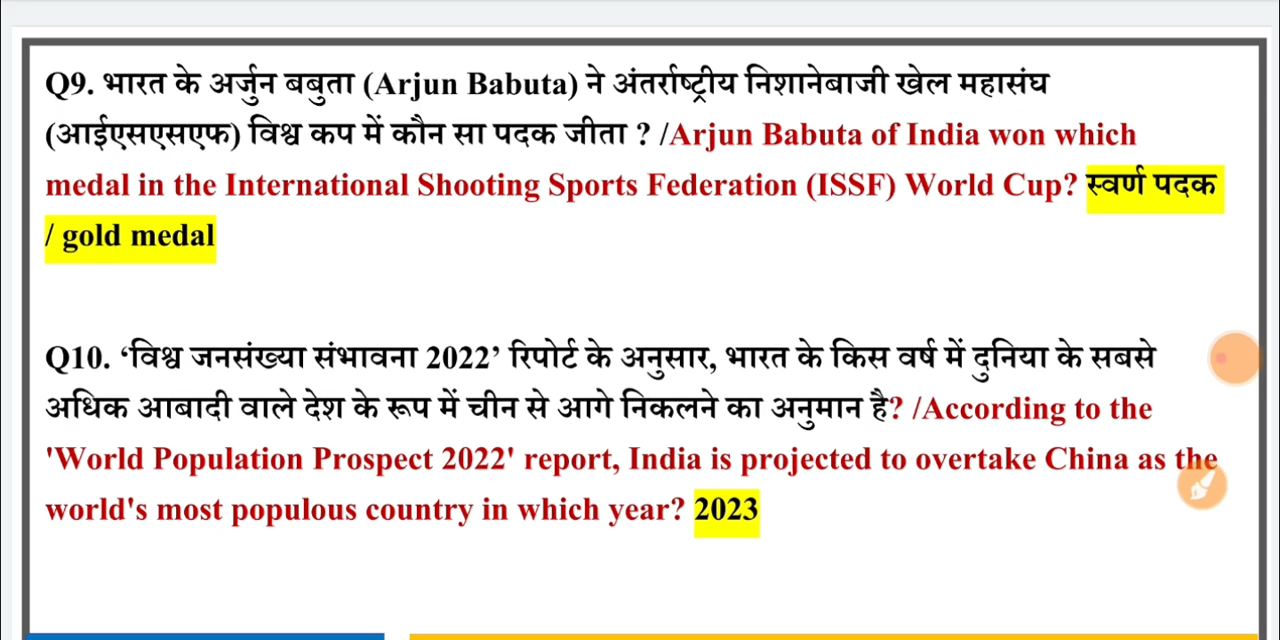 Q9. भारत के अर्जुन बबुता (Arjun Babuta) ने अंतर्राष्ट्रीय निशानेबाजी खेल महासंघ
(आईएसएसएफ) विश्व कप में कौन सा पदक जीता ? /Arjun Babuta of India won which
medal in the International Shooting Sports Federation (ISSF) World Cup? स्वर्ण पदक
/ gold medal
Q10. ‘विश्व जनसंख्या संभावना 2022’ रिपोर्ट के अनुसार, भारत के किस वर्ष में दुनिया के सबसे
अधिक आबादी वाले देश के रूप में चीन से आगे निकलने का अनुमान है? /According to the
'World Population Prospect 2022' report, India is projected to overtake China as the
world's most populous country in which year? 2023